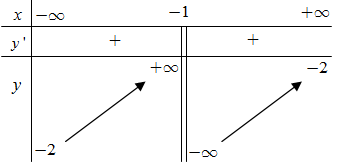 x −∞ −1 +∞
y' + +
+∞ −2
y
−2 −∞